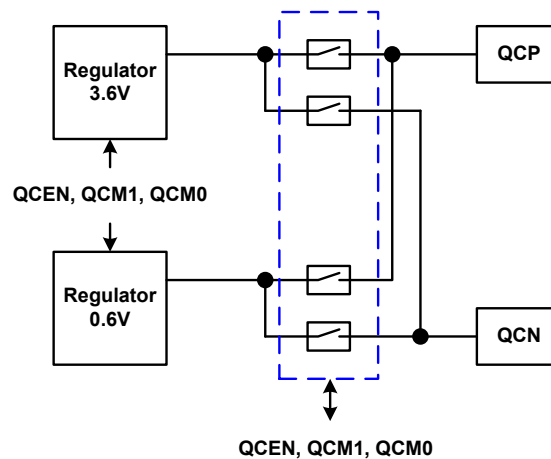 Regulator
3.6V
QCP
QCEN, QCM1, QCM0
Regulator
0.6V
QCN
QCEN, QCM1, QCM0